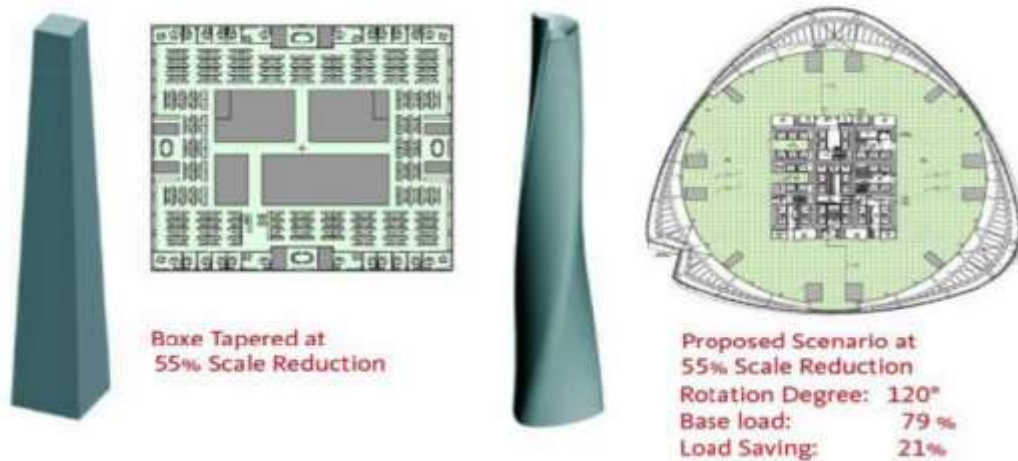 Boxe Tapered at
55% Scale Reduction
Proposed Scenario at
55% Scale Reduction
Rotation Degree: 120°
Base load: 79 %
Load Saving: 21%